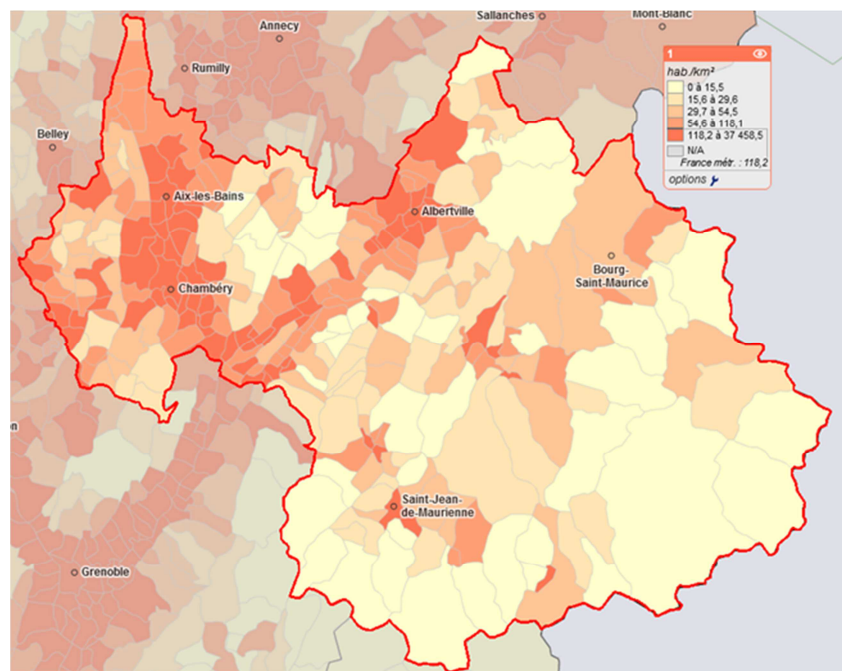 Annecy
Sallanches
Mont-Blanc
1
hab./km²
0 à 15,5
15,6 à 29,6
29,7 à 54,5
54,6 à 118,1
118,2 à 37 458,5
N/A
France métr. : 118,2
options
Rumilly
Belley
Aix-les-Bains
Albertville
Bourg-
Saint-Maurice
Chambéry
on
Saint-Jean-
de-Maurienne
Grenoble